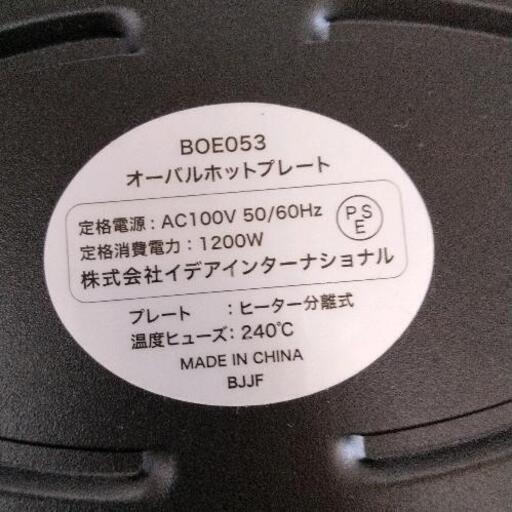 BOE053
オーバルホットプレート
定格電源：AC100V 50/60Hz
定格消費電力：1200W
PSE
株式会社イデアインターナショナル
プレート　：ヒーター分離式
温度ヒューズ：240℃
MADE IN CHINA
BJJF